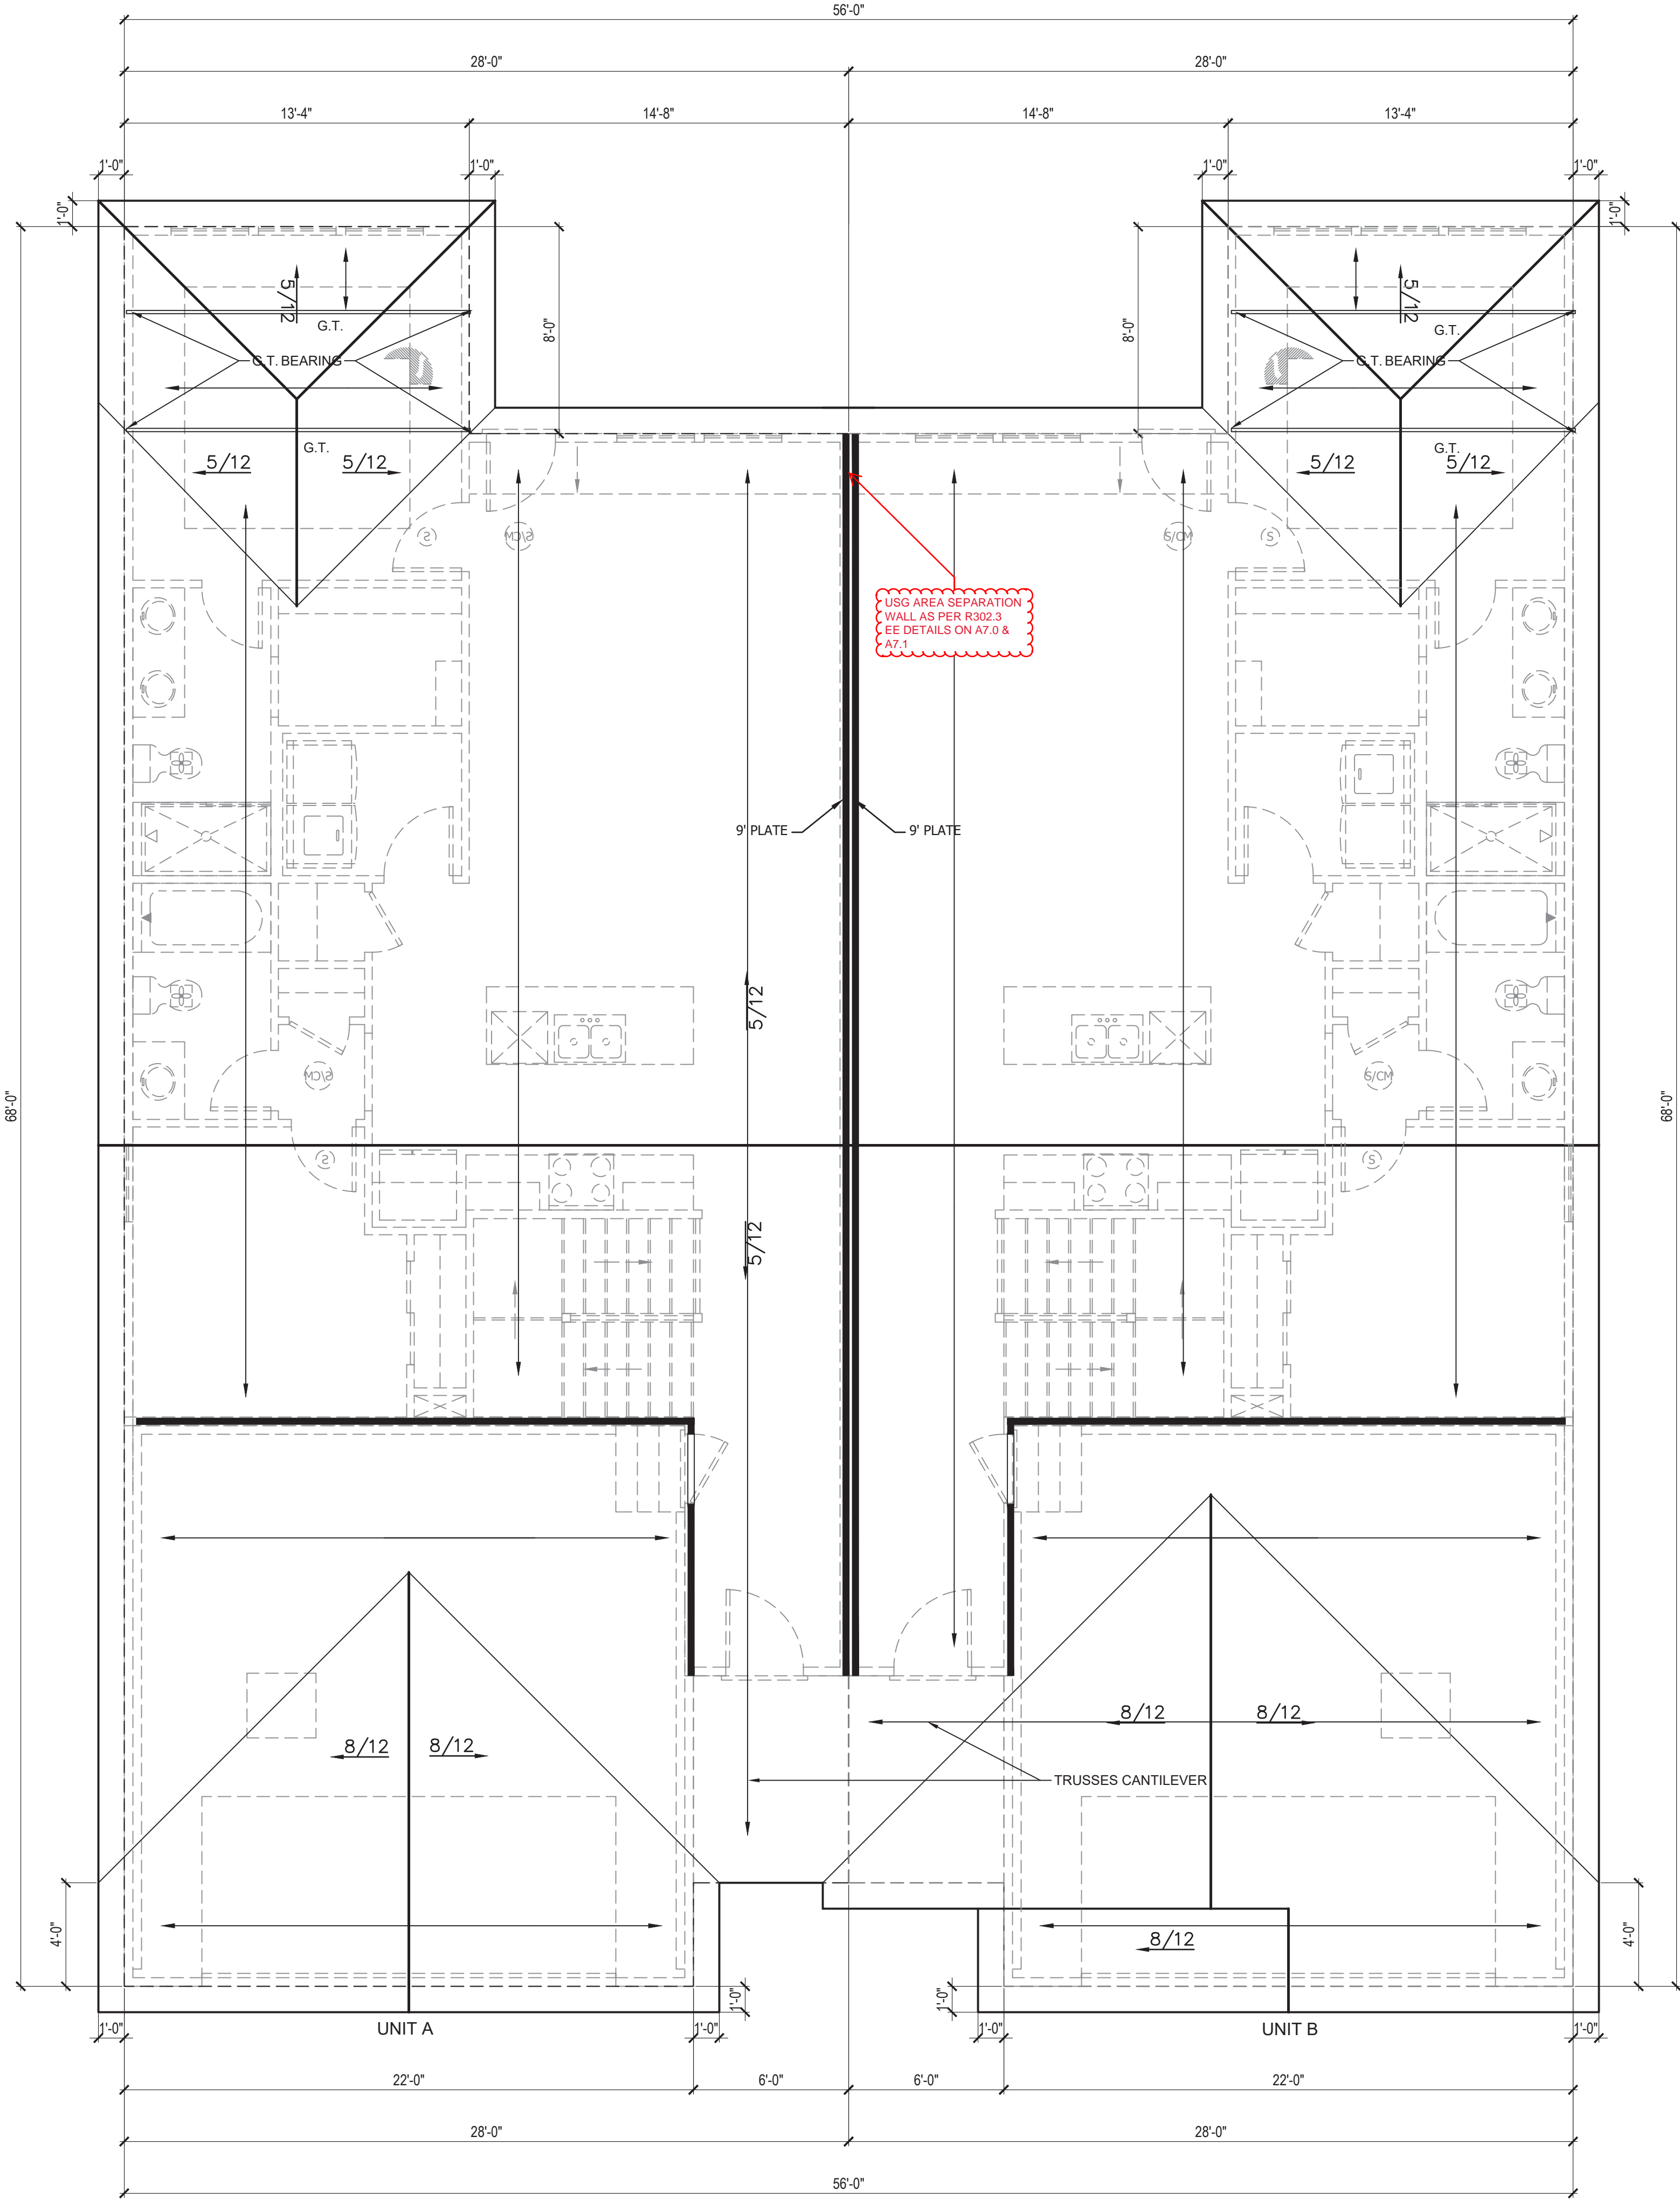 56'-0"
28'-0"
28'-0"
13'-4"
14'-8"
14'-8"
13'-4"
1'-0"
1'-0"
1'-0"
1'-0"
1'-0"
1'-0"
5/12
G.T.
5/12
G.T.
8'-0"
8'-0"
G.T. BEARING
G.T. BEARING
G.T.
G.T.
5/12
5/12
5/12
5/12
S
S/CM
S/CM
S
USG AREA SEPARATION
WALL AS PER R302.3
EE DETAILS ON A7.0 &
A7.1
9' PLATE
9' PLATE
5/12
S/CM
S/CM
68'-0"
68'-0"
S
S
5/12
8/12
8/12
8/12
8/12
TRUSSES CANTILEVER
4'-0"
4'-0"
8/12
1'-0"
1'-0"
1'-0"
UNIT A
1'-0"
1'-0"
UNIT B
1'-0"
22'-0"
6'-0"
6'-0"
22'-0"
28'-0"
28'-0"
56'-0"